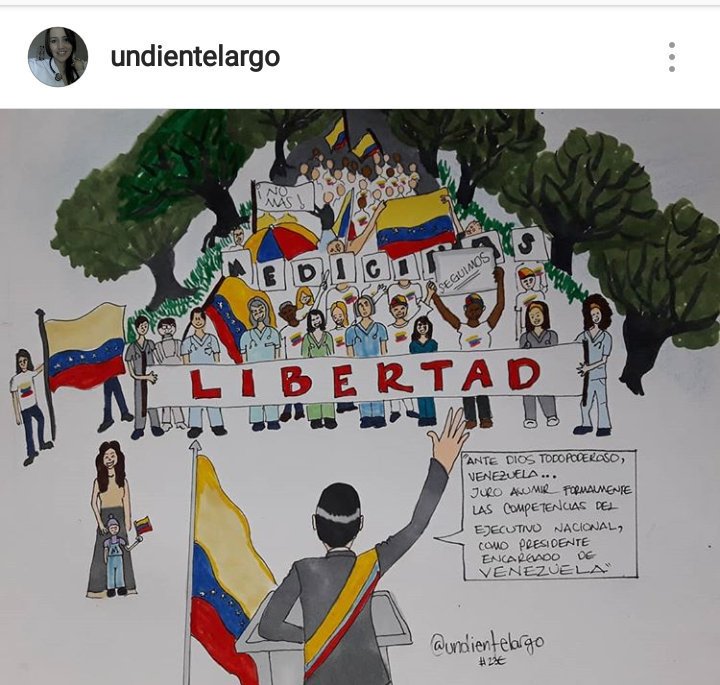 undientelargo
¡NO
MÁS!
MEDICINAS
SEGUIMOS
LIBERTAD
"ANTE DIOS TODOPODEROSO,
VENEZUELA...
JURO ASUMIR FORMALMENTE
LAS COMPETENCIAS DEL
EJECUTIVO NACIONAL,
COMO PRESIDENTE
ENCARGADO DE
VENEZUELA"
@undientelargo
#23E